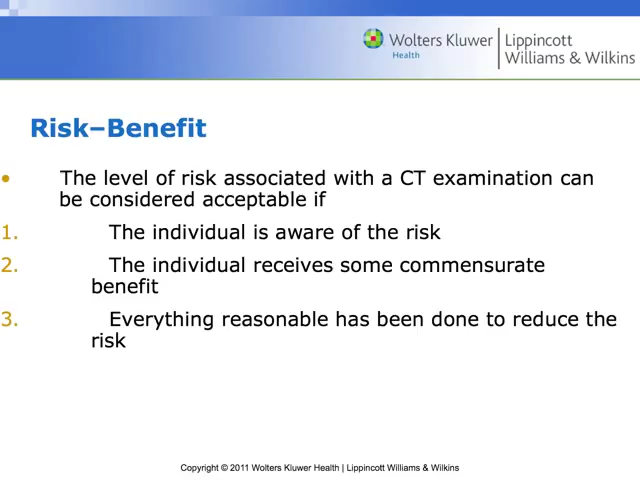 Wolters Kluwer
Health
Lippincott
Williams & Wilkins
Risk–Benefit
• The level of risk associated with a CT examination can
be considered acceptable if
1. The individual is aware of the risk
2. The individual receives some commensurate
benefit
3. Everything reasonable has been done to reduce the
risk
Copyright © 2011 Wolters Kluwer Health | Lippincott Williams & Wilkins